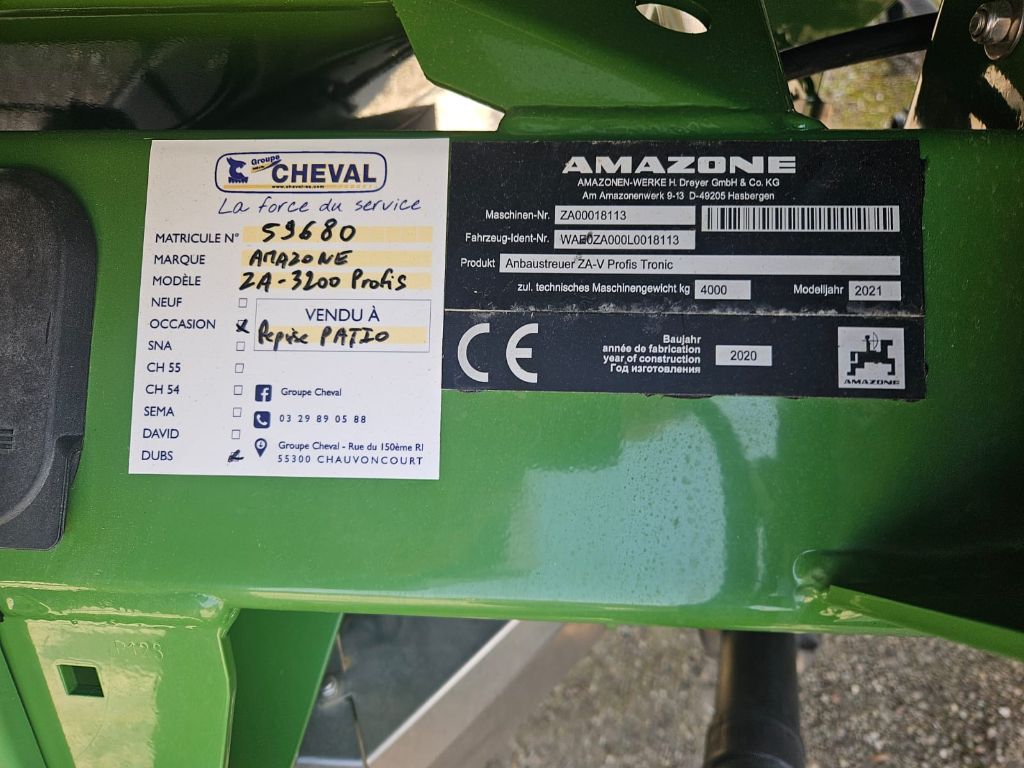 Groupe
CHEVAL
www.cheval-sa.com
La force du service
MATRICULE N° 59680
MARQUE AMAZONE
MODÈLE ZA-3200 Profis
NEUF
OCCASION
VENDU À
Reprise PATIO
SNA
CH 55
CH 54
SEMA
DAVID
DUBS
Groupe Cheval
03 29 89 05 88
Groupe Cheval - Rue du 150ème RI
55300 CHAUVONCOURT
AMAZONE
AMAZONEN-WERKE H. Dreyer GmbH & Co. KG
Am Amazonenwerk 9-13 D-49205 Hasbergen
Maschinen-Nr. ZA00018113
Fahrzeug-Ident-Nr. WAE0ZA000L0018113
Produkt Anbaustreuer ZA-V Profis Tronic
zul. technisches Maschinengewicht kg 4000 Modelljahr 2021
CE
Baujahr
année de fabrication
year of construction
Год изготовления
2020
AMAZONE